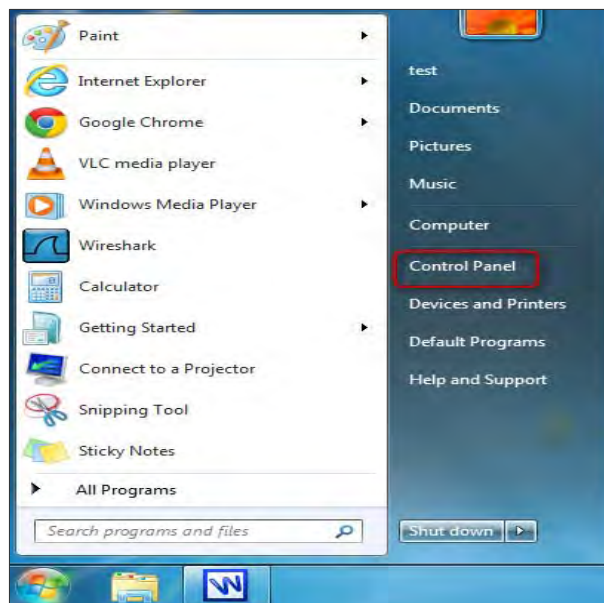 Paint
Internet Explorer
Google Chrome
VLC media player
Windows Media Player
Wireshark
Calculator
Getting Started
Connect to a Projector
Snipping Tool
Sticky Notes
All Programs
Search programs and files
test
Documents
Pictures
Music
Computer
Control Panel
Devices and Printers
Default Programs
Help and Support
Shut down
W